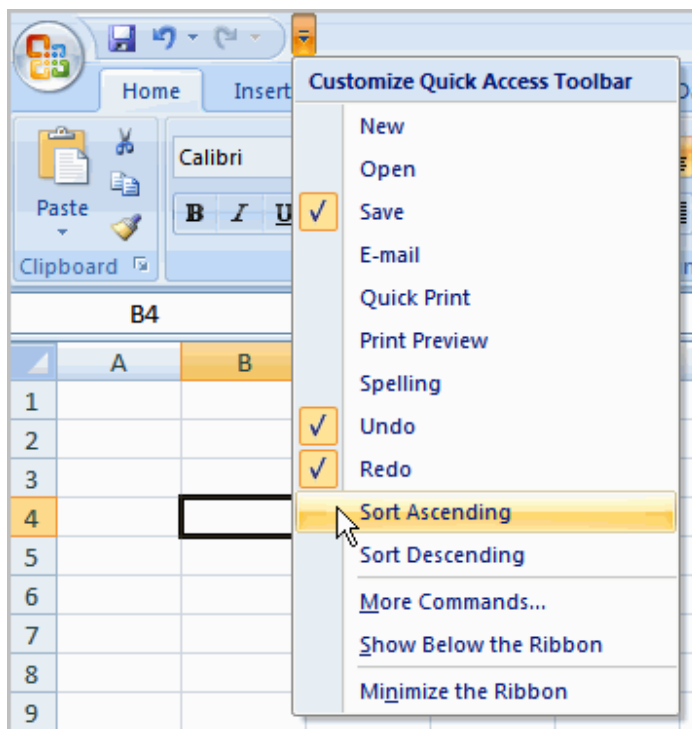 Customize Quick Access Toolbar
Home Insert
New
Open
Calibri
Paste
B I U
Save
E-mail
Clipboard
Quick Print
B4
Print Preview
A B
Spelling
1
Undo
2
Redo
3
Sort Ascending
4
Sort Descending
5
More Commands...
6
Show Below the Ribbon
7
8
Minimize the Ribbon
9